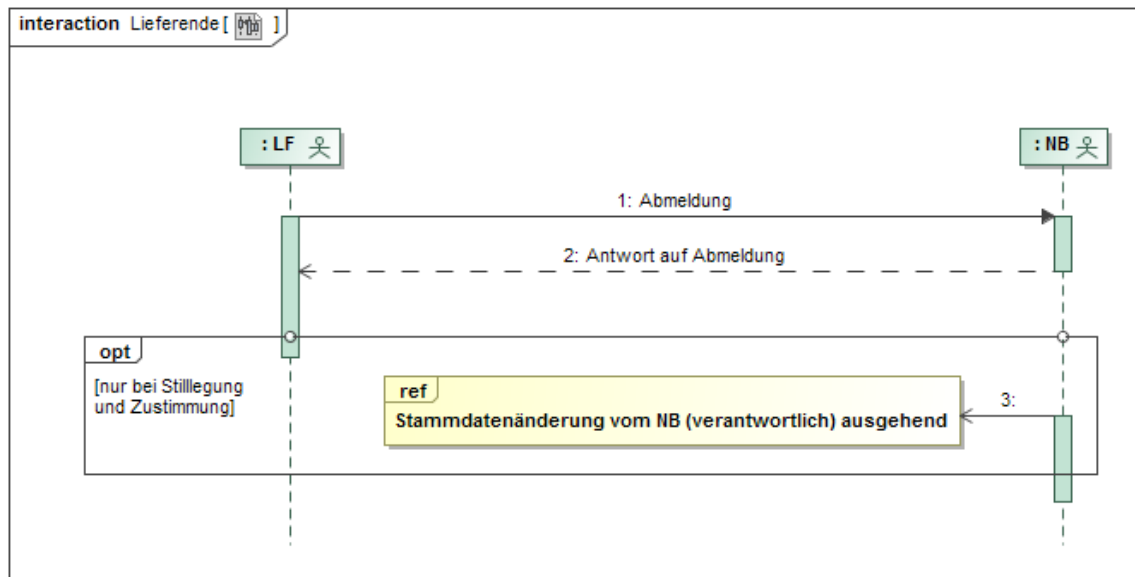 interaction Lieferende [ ]
: LF
: NB
1: Abmeldung
2: Antwort auf Abmeldung
opt
[nur bei Stilllegung
und Zustimmung]
ref
3:
Stammdatenänderung vom NB (verantwortlich) ausgehend